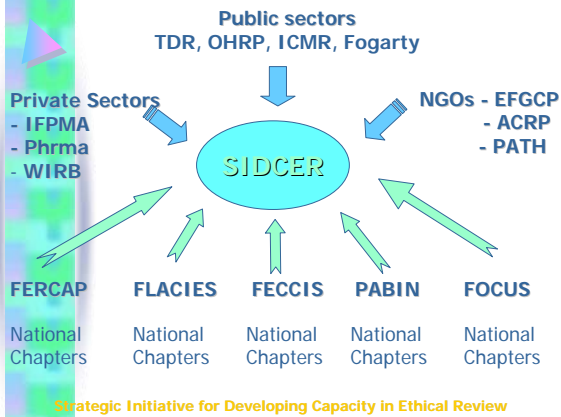 Public sectors
TDR, OHRP, ICMR, Fogarty
Private Sectors
- IFPMA
- Phrma
- WIRB
NGOs - EFGCP
- ACRP
- PATH
SIDCER
FERCAP
FLACIES
FECCIS
PABIN
FOCUS
National
Chapters
National
Chapters
National
Chapters
National
Chapters
National
Chapters
Strategic Initiative for Developing Capacity in Ethical Review